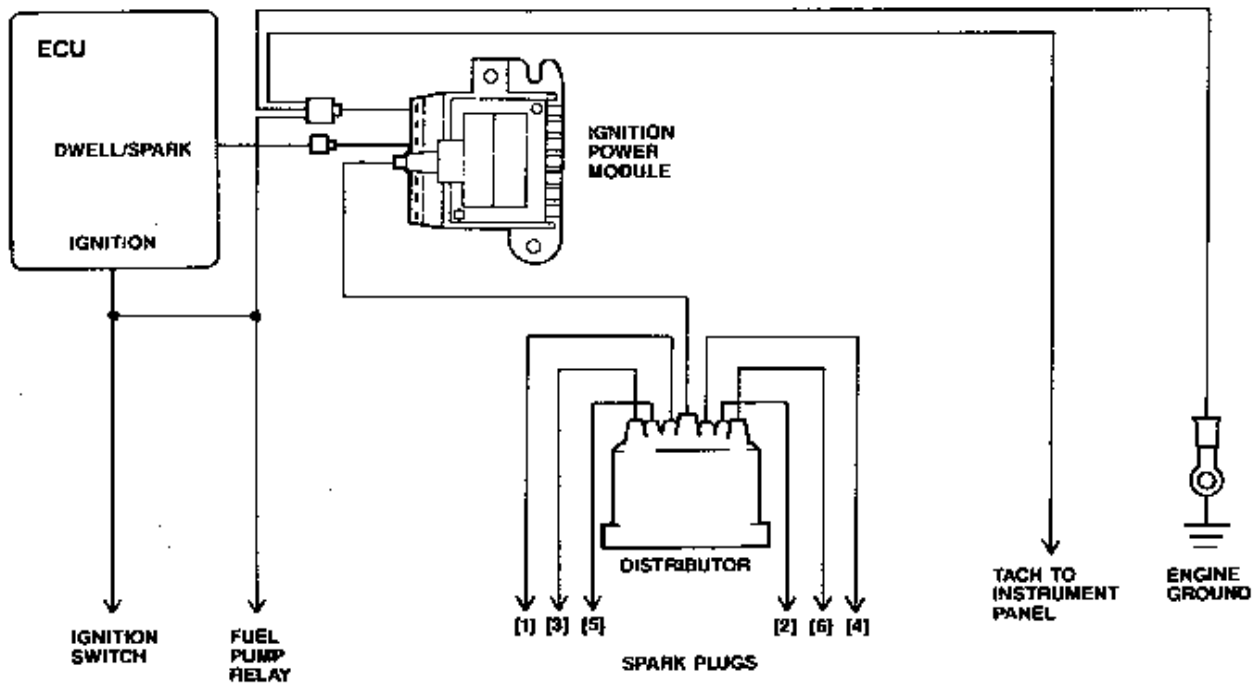 ECU
IGNITION
POWER
MODULE
DWELL/SPARK
IGNITION
DISTRIBUTOR
TACH TO
INSTRUMENT
PANEL
ENGINE
GROUND
[1] [3] [5]
[2] [6] [4]
IGNITION
SWITCH
FUEL
PUMP
RELAY
SPARK PLUGS